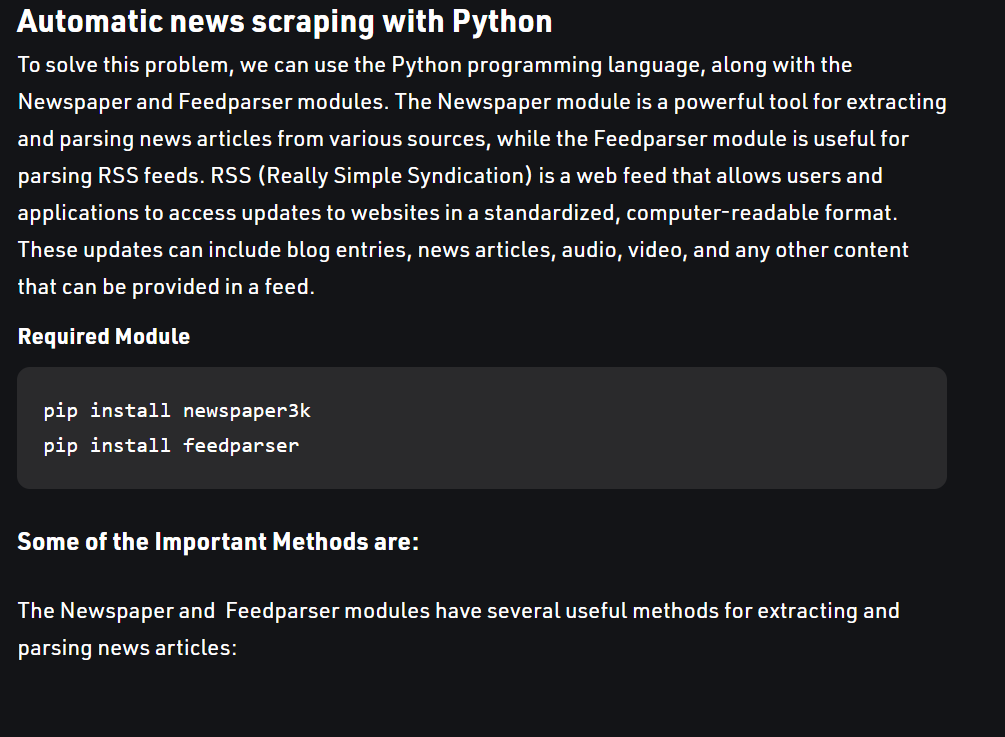 Automatic news scraping with Python
To solve this problem, we can use the Python programming language, along with the
Newspaper and Feedparser modules. The Newspaper module is a powerful tool for extracting
and parsing news articles from various sources, while the Feedparser module is useful for
parsing RSS feeds. RSS (Really Simple Syndication) is a web feed that allows users and
applications to access updates to websites in a standardized, computer-readable format.
These updates can include blog entries, news articles, audio, video, and any other content
that can be provided in a feed.
Required Module
pip install newspaper3k
pip install feedparser
Some of the Important Methods are:
The Newspaper and  Feedparser modules have several useful methods for extracting and
parsing news articles: